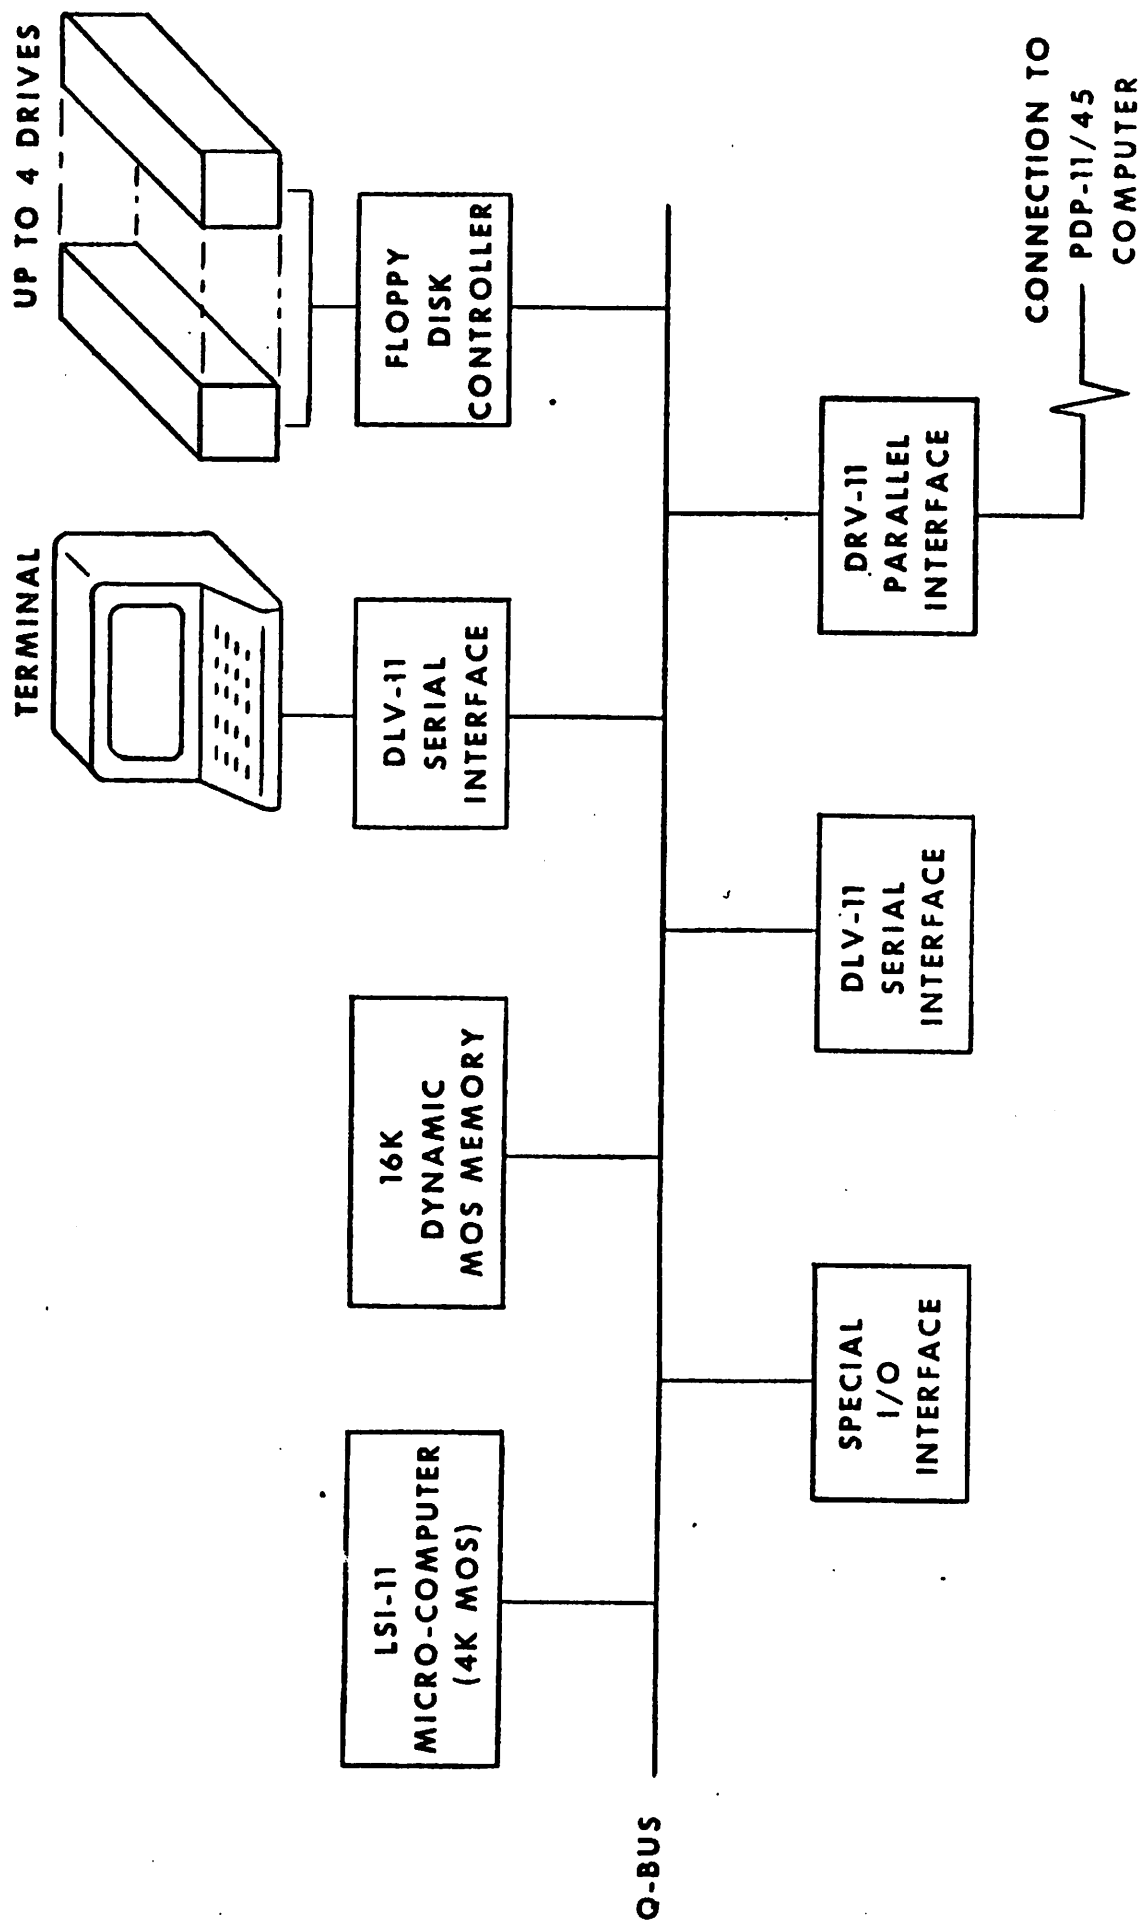 UP TO 4 DRIVES
TERMINAL
LSI-11
MICRO-COMPUTER
(4K MOS)
16K
DYNAMIC
MOS MEMORY
DLV-11
SERIAL
INTERFACE
FLOPPY
DISK
CONTROLLER
Q-BUS
SPECIAL
I/O
INTERFACE
DLV-11
SERIAL
INTERFACE
DRV-11
PARALLEL
INTERFACE
CONNECTION TO
PDP-11/45
COMPUTER